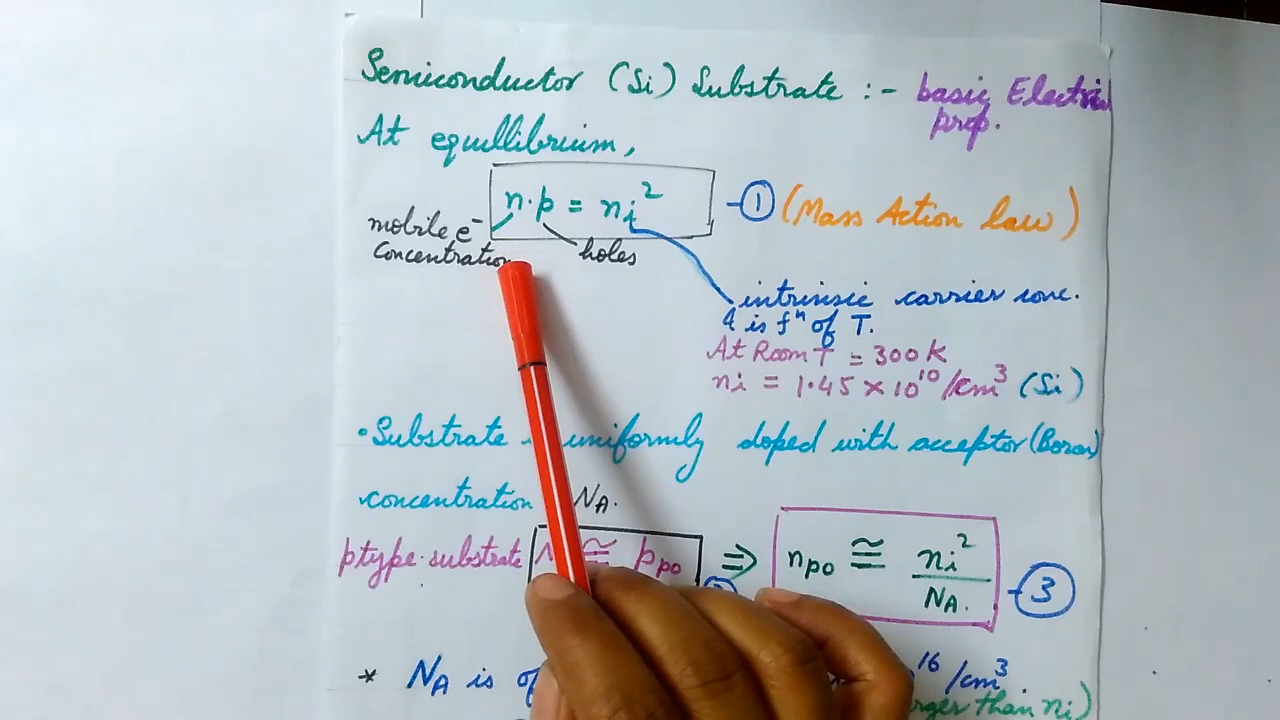 Semiconductor (Si) Substrate :- basic Electrical
prop.
At equillibrium,
n.p = ni² -① (Mass Action law)
mobile e⁻ concentration
holes
intrinsic carrier conc.
& is fⁿ of T.
At Room T = 300 K
ni = 1.45 × 10¹⁰/cm³ (Si)
• Substrate uniformly doped with acceptor (Boron)
concentration NA.
p type substrate ≅ ppo ⇒ npo ≅ ni²/NA. -③
* NA is of 16/cm³
than ni)